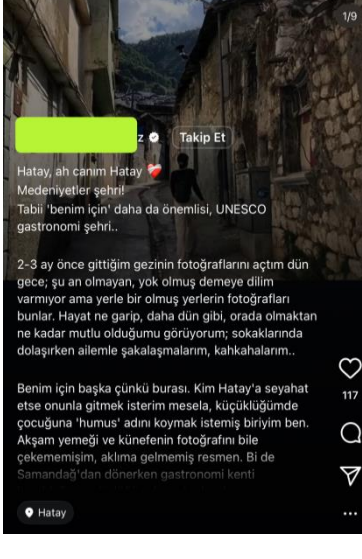 1/9
z Takip Et
Hatay, ah canım Hatay ❤️‍🩹
Medeniyetler şehri!
Tabii 'benim için' daha da önemlisi, UNESCO
gastronomi şehri..
2-3 ay önce gittiğim gezinin fotoğraflarını açtım dün
gece; şu an olmayan, yok olmuş demeye dilim
varmıyor ama yerle bir olmuş yerlerin fotoğrafları
bunlar. Hayat ne garip, daha dün gibi, orada olmaktan
ne kadar mutlu olduğumu görüyorum; sokaklarında
dolaşırken ailemle şakalaşmalarım, kahkahalarım..
Benim için başka çünkü burası. Kim Hatay'a seyahat
etse onunla gitmek isterim mesela, küçüklüğümde
çocuğuna 'humus' adını koymak istemiş biriyim ben.
117
Akşam yemeği ve künefenin fotoğrafını bile
çekememişim, aklıma gelmemiş resmen. Bi de
Samandağ'dan dönerken gastronomi kenti
Hatay